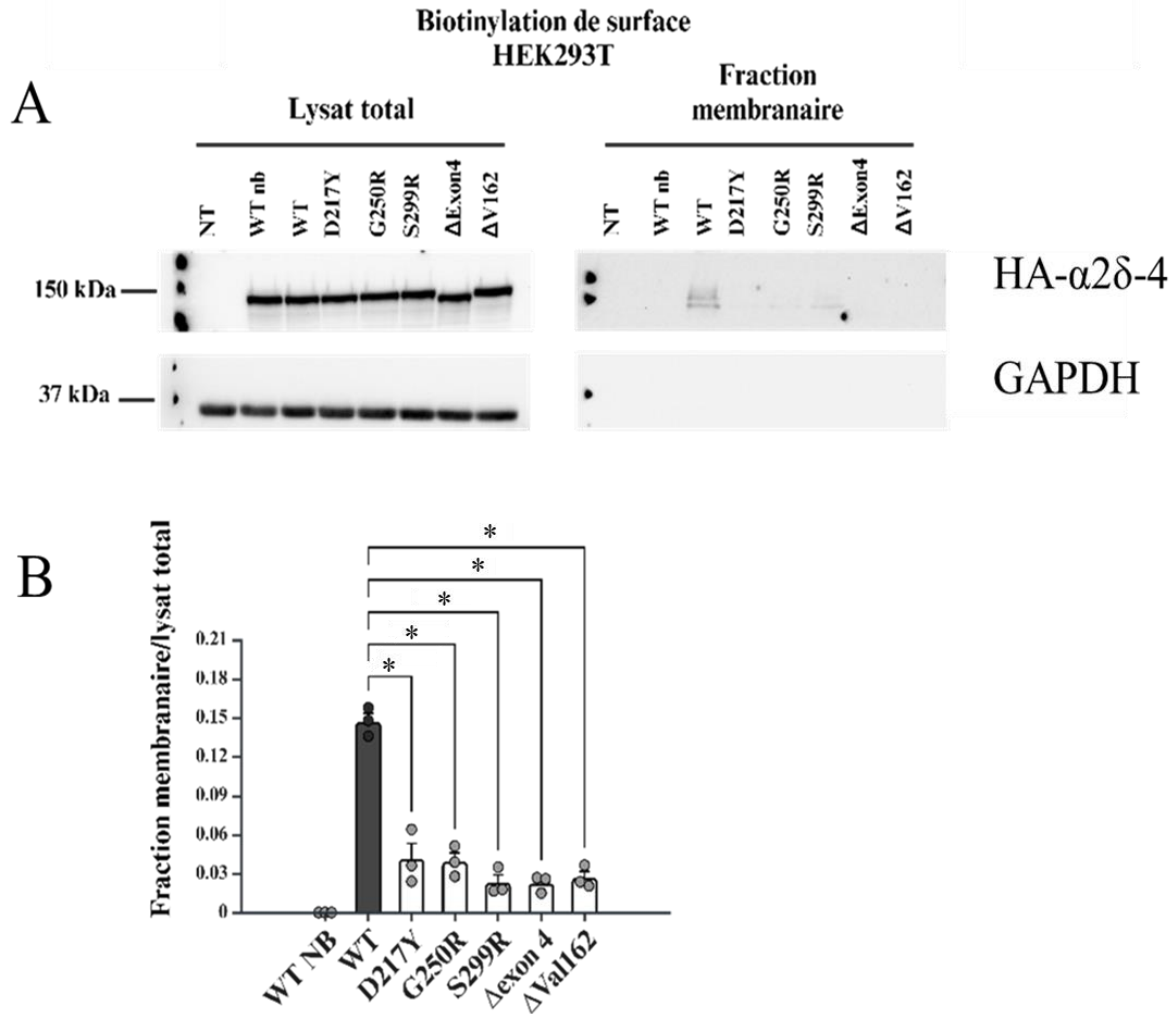 Biotinylation de surface
HEK293T
A
Lysat total
Fraction
membranaire
NT
WT nb
WT
D217Y
G250R
S299R
ΔExon4
ΔV162
NT
WT nb
WT
D217Y
G250R
S299R
ΔExon4
ΔV162
150 kDa
HA-α2δ-4
37 kDa
GAPDH
B
Fraction membranaire/lysat total
*
*
*
*
*
0.21
0.18
0.15
0.12
0.09
0.06
0.03
0
WT NB
WT
D217Y
G250R
S299R
Δexon 4
ΔVal162